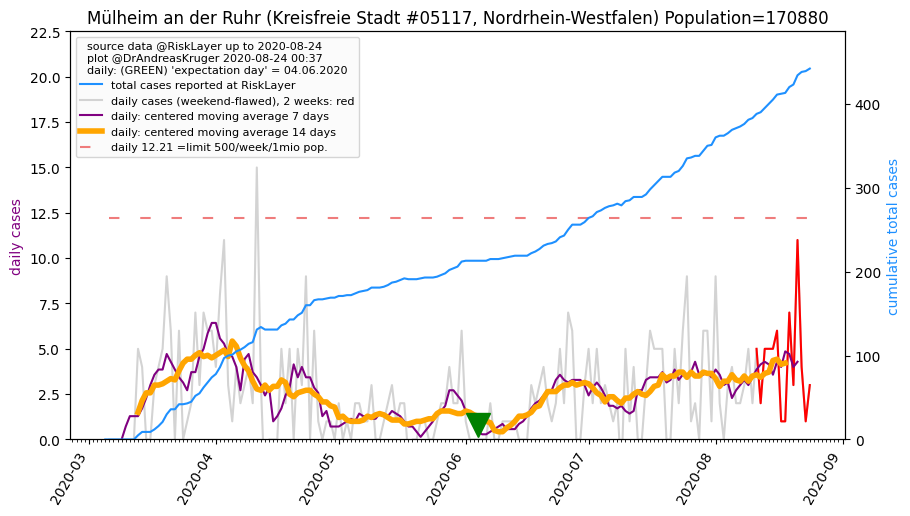 Mülheim an der Ruhr (Kreisfreie Stadt #05117, Nordrhein-Westfalen) Population=170880
source data @RiskLayer up to 2020-08-24
plot @DrAndreasKruger 2020-08-24 00:37
daily: (GREEN) 'expectation day' = 04.06.2020
total cases reported at RiskLayer
daily cases (weekend-flawed), 2 weeks: red
daily: centered moving average 7 days
daily: centered moving average 14 days
daily 12.21 =limit 500/week/1mio pop.
daily cases
22.5
20.0
17.5
15.0
12.5
10.0
7.5
5.0
2.5
0.0
400
300
200
100
0
cumulative total cases
2020-03
2020-04
2020-05
2020-06
2020-07
2020-08
2020-09